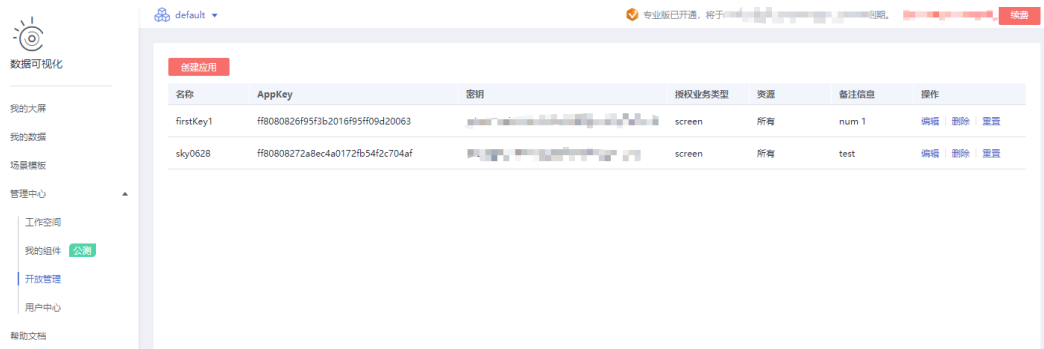 default
专业版已开通，将于
到期。
续费
数据可视化
我的大屏
我的数据
场景模板
管理中心
工作空间
我的组件 公测
开放管理
用户中心
帮助文档
创建应用
名称 AppKey 密钥 授权业务类型 资源 备注信息 操作
firstKey1 ff8080826f95f3b2016f95ff09d20063 screen 所有 num 1 编辑 删除 重置
sky0628 ff80808272a8ec4a0172fb54f2c704af screen 所有 test 编辑 删除 重置